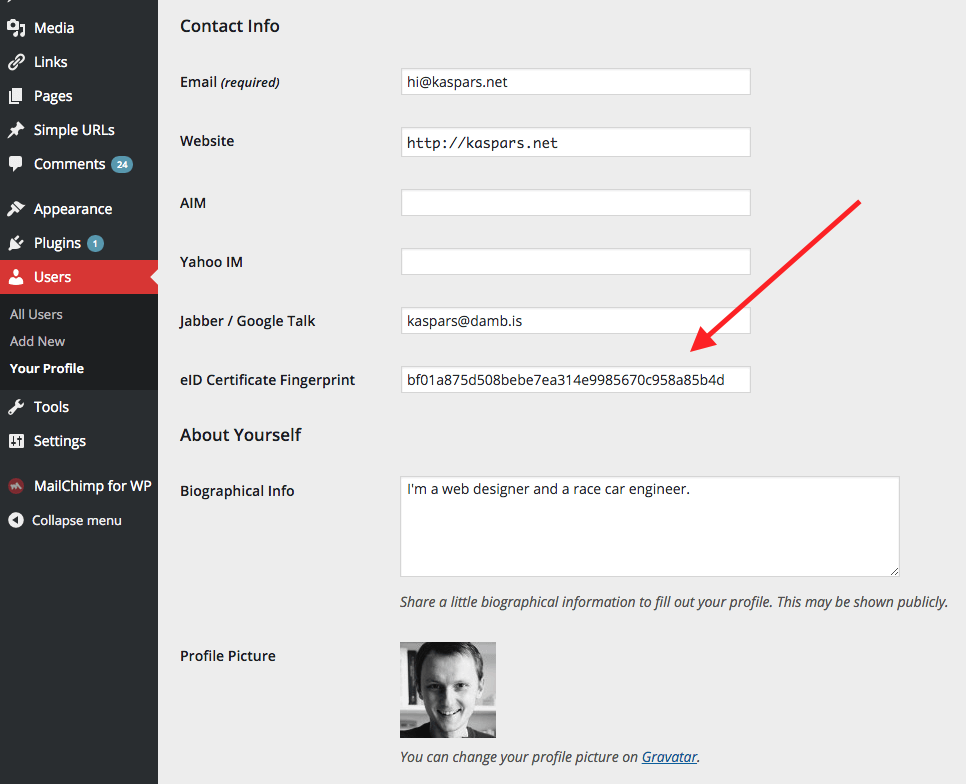 Media
Links
Pages
Simple URLs
Comments 24
Appearance
Plugins 1
Users
All Users
Add New
Your Profile
Tools
Settings
MailChimp for WP
Collapse menu
Contact Info
Email (required) hi@kaspars.net
Website http://kaspars.net
AIM
Yahoo IM
Jabber / Google Talk kaspars@damb.is
eID Certificate Fingerprint bf01a875d508bebe7ea314e9985670c958a85b4d
About Yourself
Biographical Info I'm a web designer and a race car engineer.
Share a little biographical information to fill out your profile. This may be shown publicly.
Profile Picture
You can change your profile picture on Gravatar.